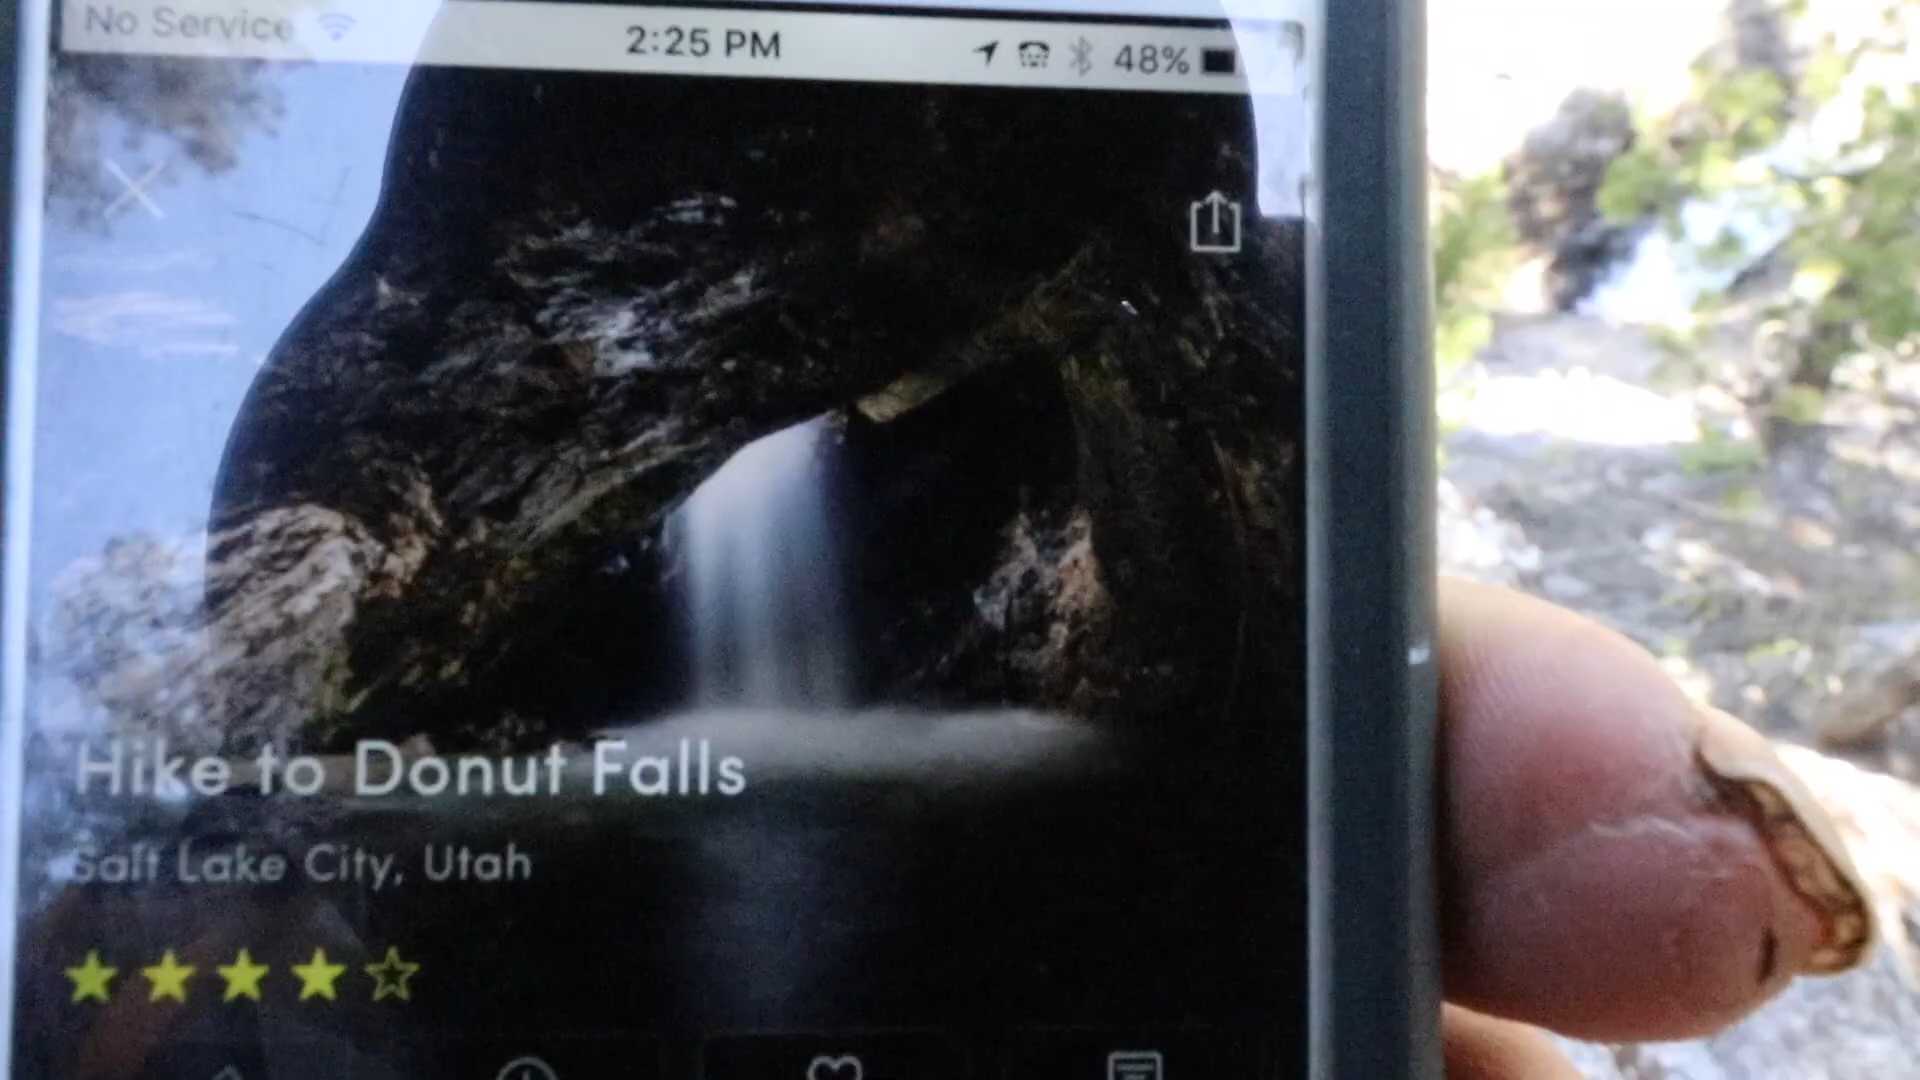 No Service 2:25 PM 48%
Hike to Donut Falls
Salt Lake City, Utah